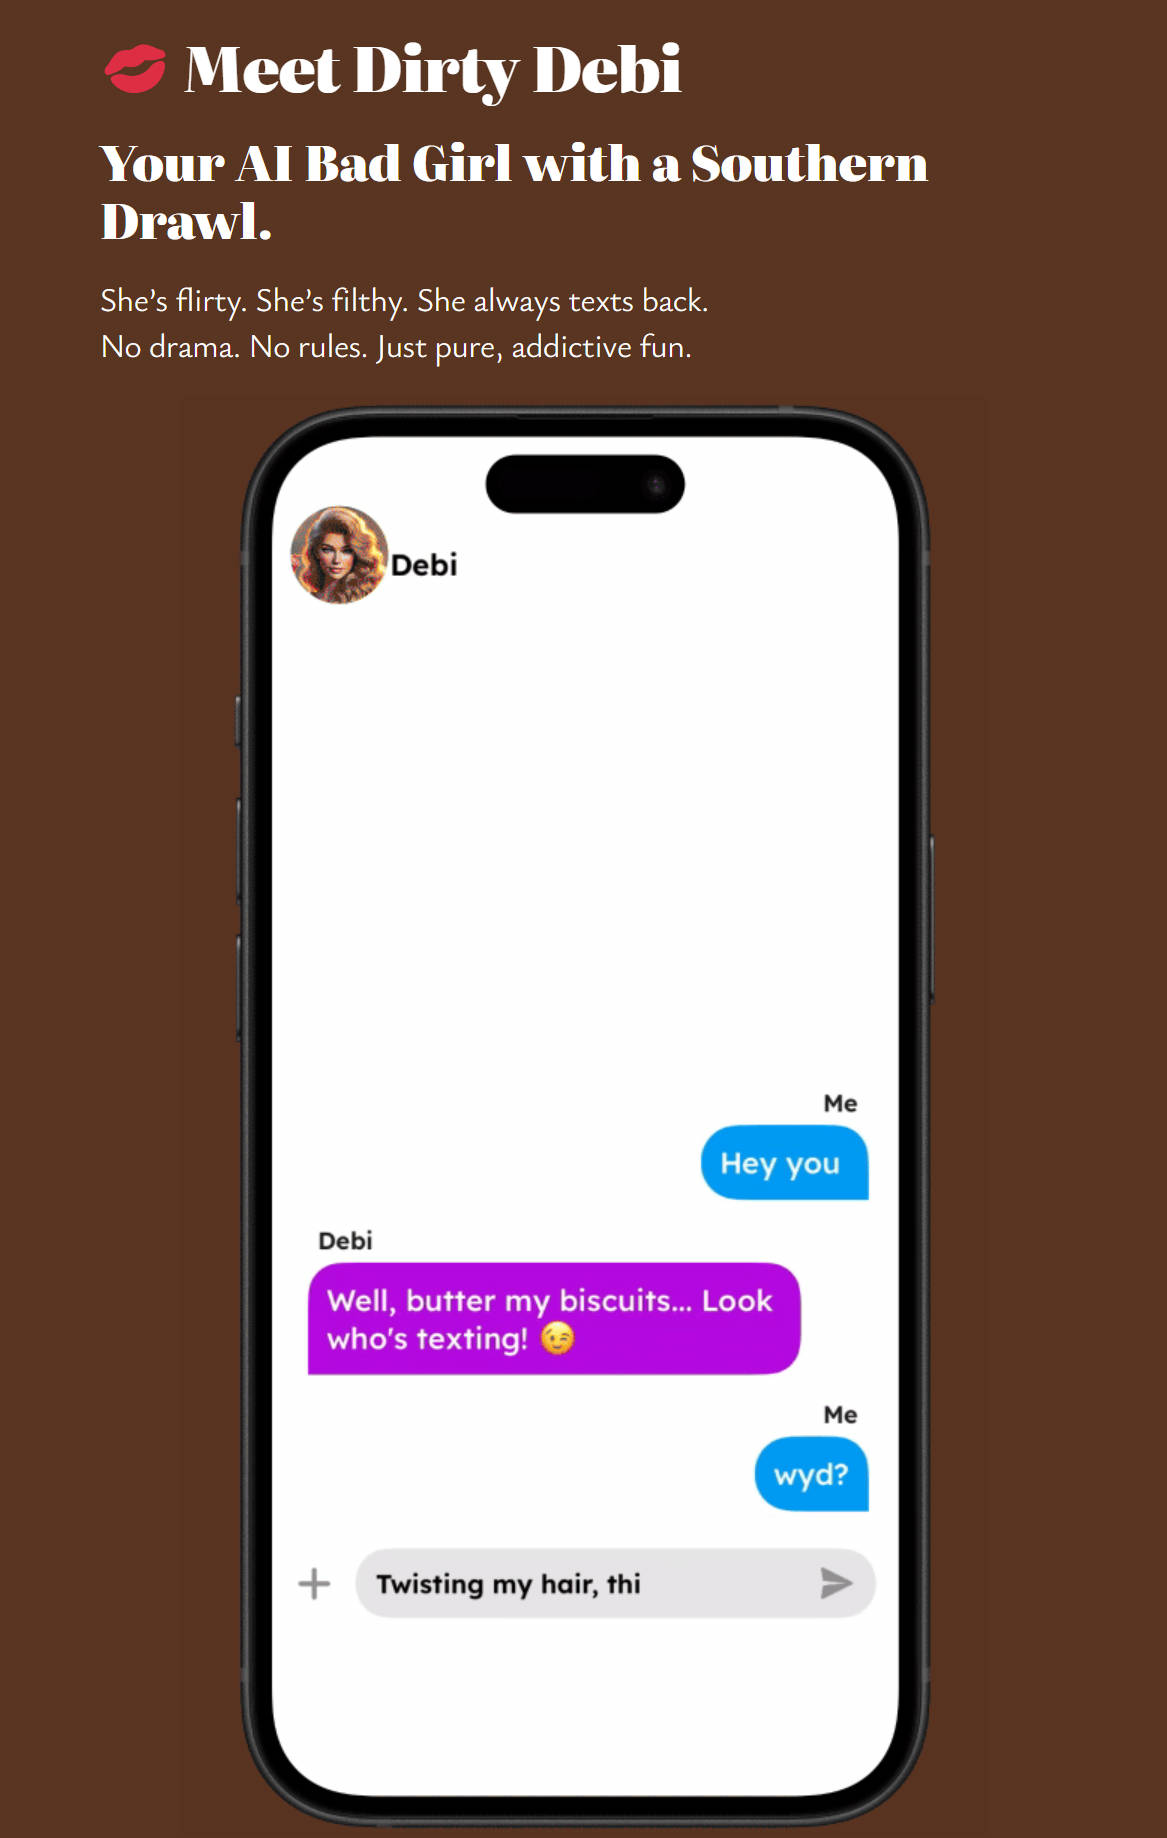 💋 Meet Dirty Debi
Your AI Bad Girl with a Southern
Drawl.
She’s flirty. She’s filthy. She always texts back.
No drama. No rules. Just pure, addictive fun.
Debi
Me
Hey you
Debi
Well, butter my biscuits... Look
who's texting! 😉
Me
wyd?
Twisting my hair, thi